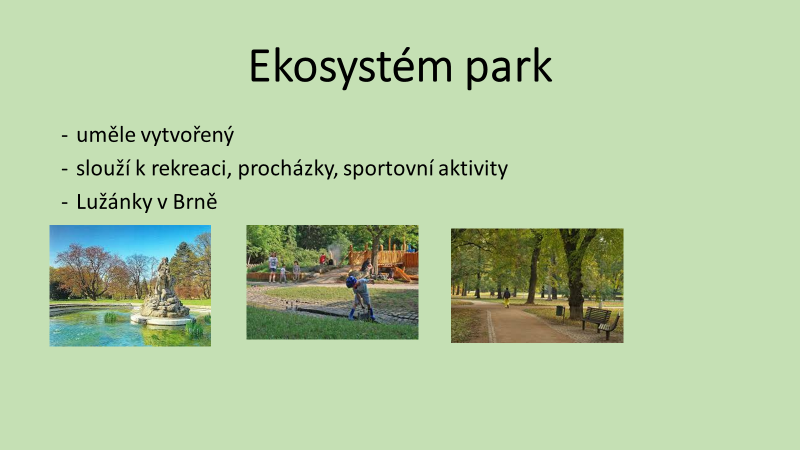 Ekosystém park
- uměle vytvořený
- slouží k rekreaci, procházky, sportovní aktivity
- Lužánky v Brně